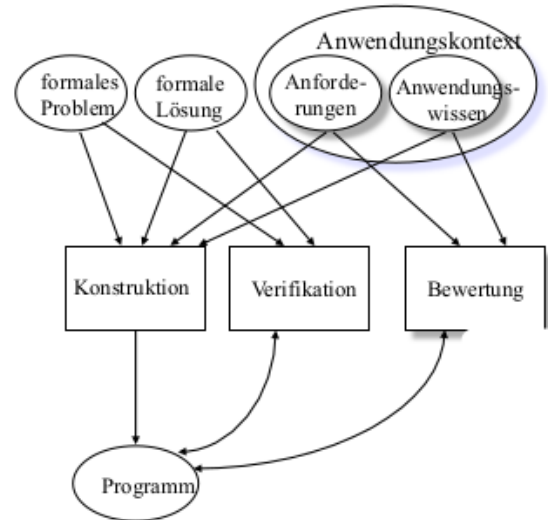 Anwendungskontext
formales
Problem
formale
Lösung
Anforde-
rungen
Anwendungs-
wissen
Konstruktion
Verifikation
Bewertung
Programm